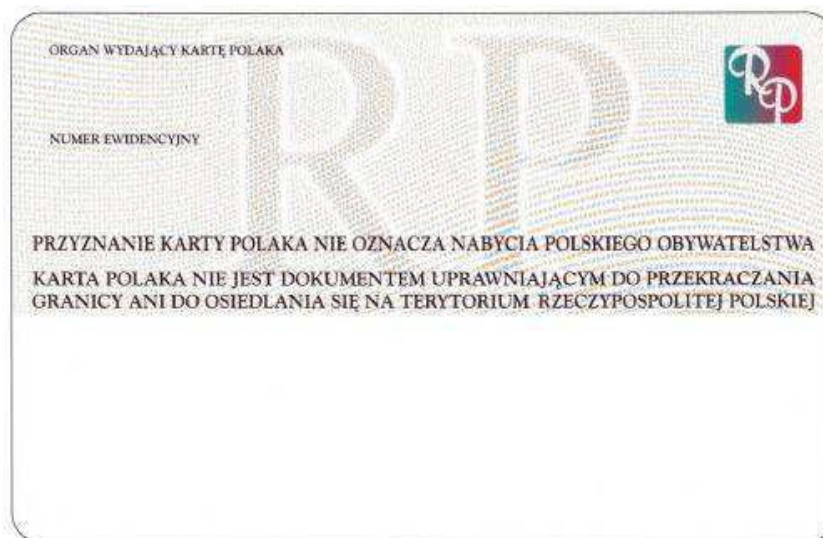 ORGAN WYDAJĄCY KARTĘ POLAKA
RP
NUMER EWIDENCYJNY
RP
PRZYZNANIE KARTY POLAKA NIE OZNACZA NABYCIA POLSKIEGO OBYWATELSTWA
KARTA POLAKA NIE JEST DOKUMENTEM UPRAWNIAJĄCYM DO PRZEKRACZANIA
GRANICY ANI DO OSIEDLANIA SIĘ NA TERYTORIUM RZECZYPOSPOLITEJ POLSKIEJ